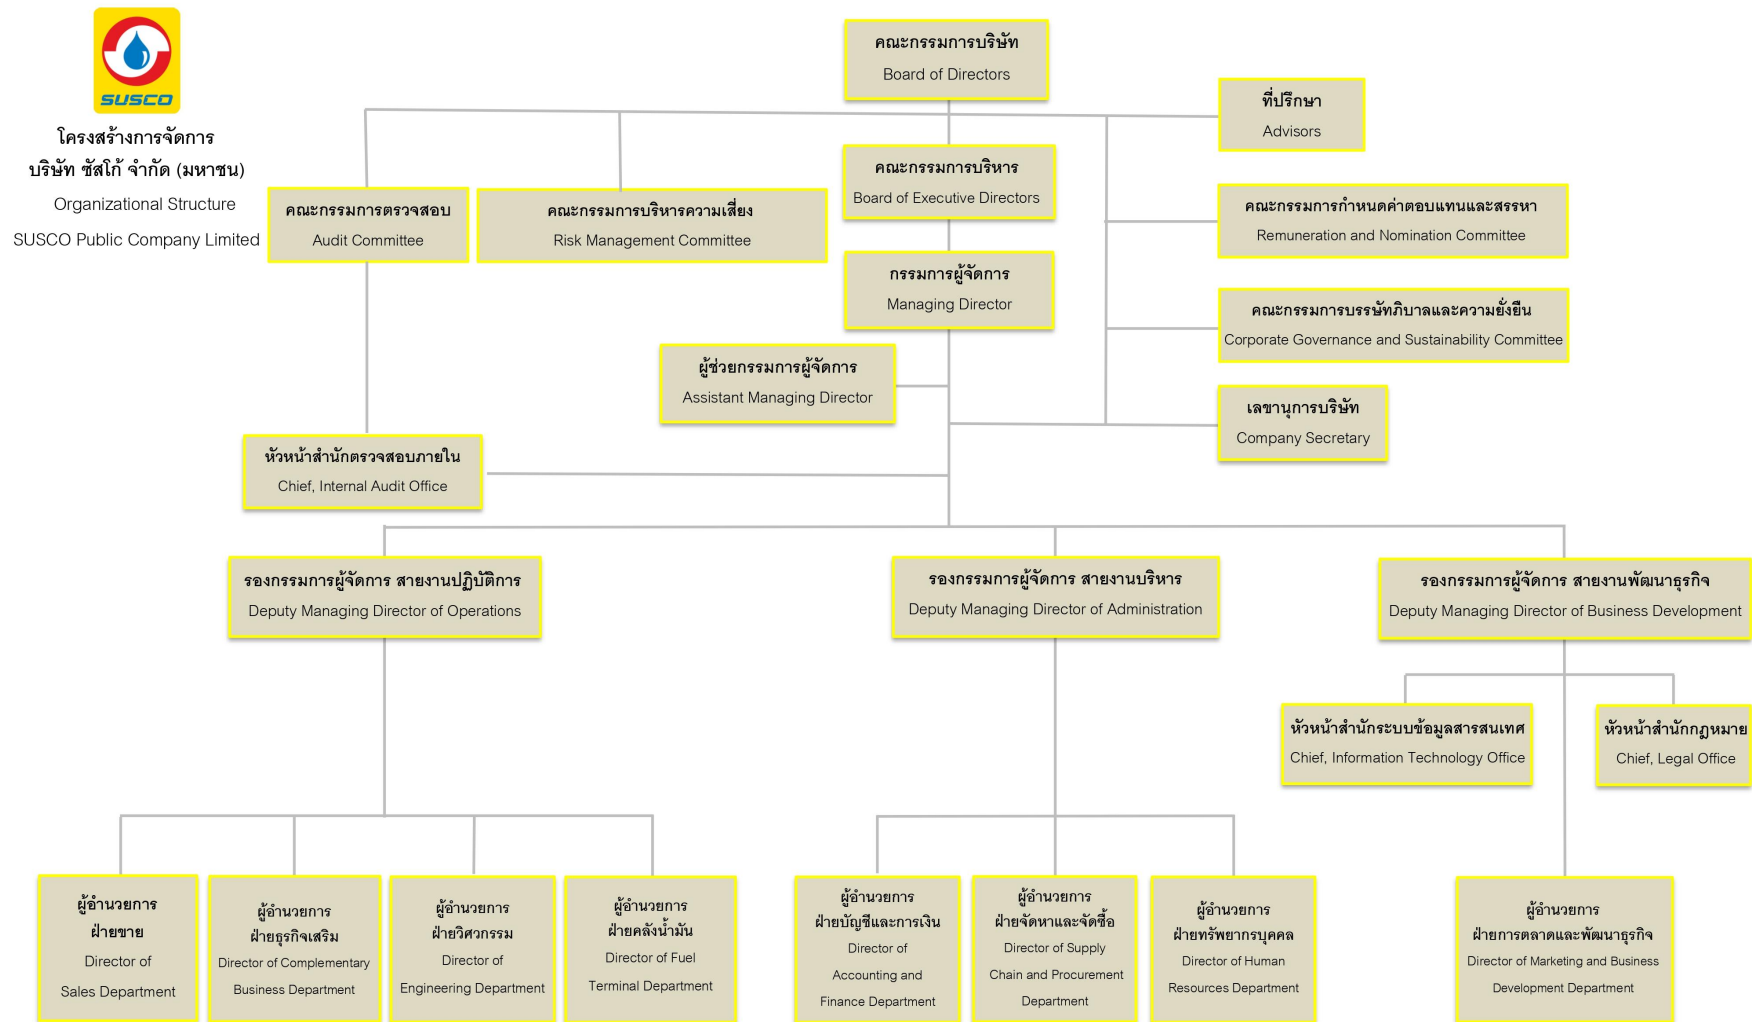 SUSCO
โครงสร้างการจัดการ
บริษัท ซัสโก้ จำกัด (มหาชน)
Organizational Structure
SUSCO Public Company Limited
คณะกรรมการบริษัท
Board of Directors
ที่ปรึกษา
Advisors
คณะกรรมการบริหาร
Board of Executive Directors
คณะกรรมการตรวจสอบ
Audit Committee
คณะกรรมการบริหารความเสี่ยง
Risk Management Committee
คณะกรรมการกำหนดค่าตอบแทนและสรรหา
Remuneration and Nomination Committee
กรรมการผู้จัดการ
Managing Director
คณะกรรมการบรรษัทภิบาลและความยั่งยืน
Corporate Governance and Sustainability Committee
ผู้ช่วยกรรมการผู้จัดการ
Assistant Managing Director
เลขานุการบริษัท
Company Secretary
หัวหน้าสำนักตรวจสอบภายใน
Chief, Internal Audit Office
รองกรรมการผู้จัดการ สายงานปฏิบัติการ
Deputy Managing Director of Operations
รองกรรมการผู้จัดการ สายงานบริหาร
Deputy Managing Director of Administration
รองกรรมการผู้จัดการ สายงานพัฒนาธุรกิจ
Deputy Managing Director of Business Development
หัวหน้าสำนักระบบข้อมูลสารสนเทศ
Chief, Information Technology Office
หัวหน้าสำนักกฎหมาย
Chief, Legal Office
ผู้อำนวยการ
ฝ่ายขาย
Director of
Sales Department
ผู้อำนวยการ
ฝ่ายธุรกิจเสริม
Director of Complementary
Business Department
ผู้อำนวยการ
ฝ่ายวิศวกรรม
Director of
Engineering Department
ผู้อำนวยการ
ฝ่ายคลังน้ำมัน
Director of Fuel
Terminal Department
ผู้อำนวยการ
ฝ่ายบัญชีและการเงิน
Director of
Accounting and
Finance Department
ผู้อำนวยการ
ฝ่ายจัดหาและจัดซื้อ
Director of Supply
Chain and Procurement
Department
ผู้อำนวยการ
ฝ่ายทรัพยากรบุคคล
Director of Human
Resources Department
ผู้อำนวยการ
ฝ่ายการตลาดและพัฒนาธุรกิจ
Director of Marketing and Business
Development Department